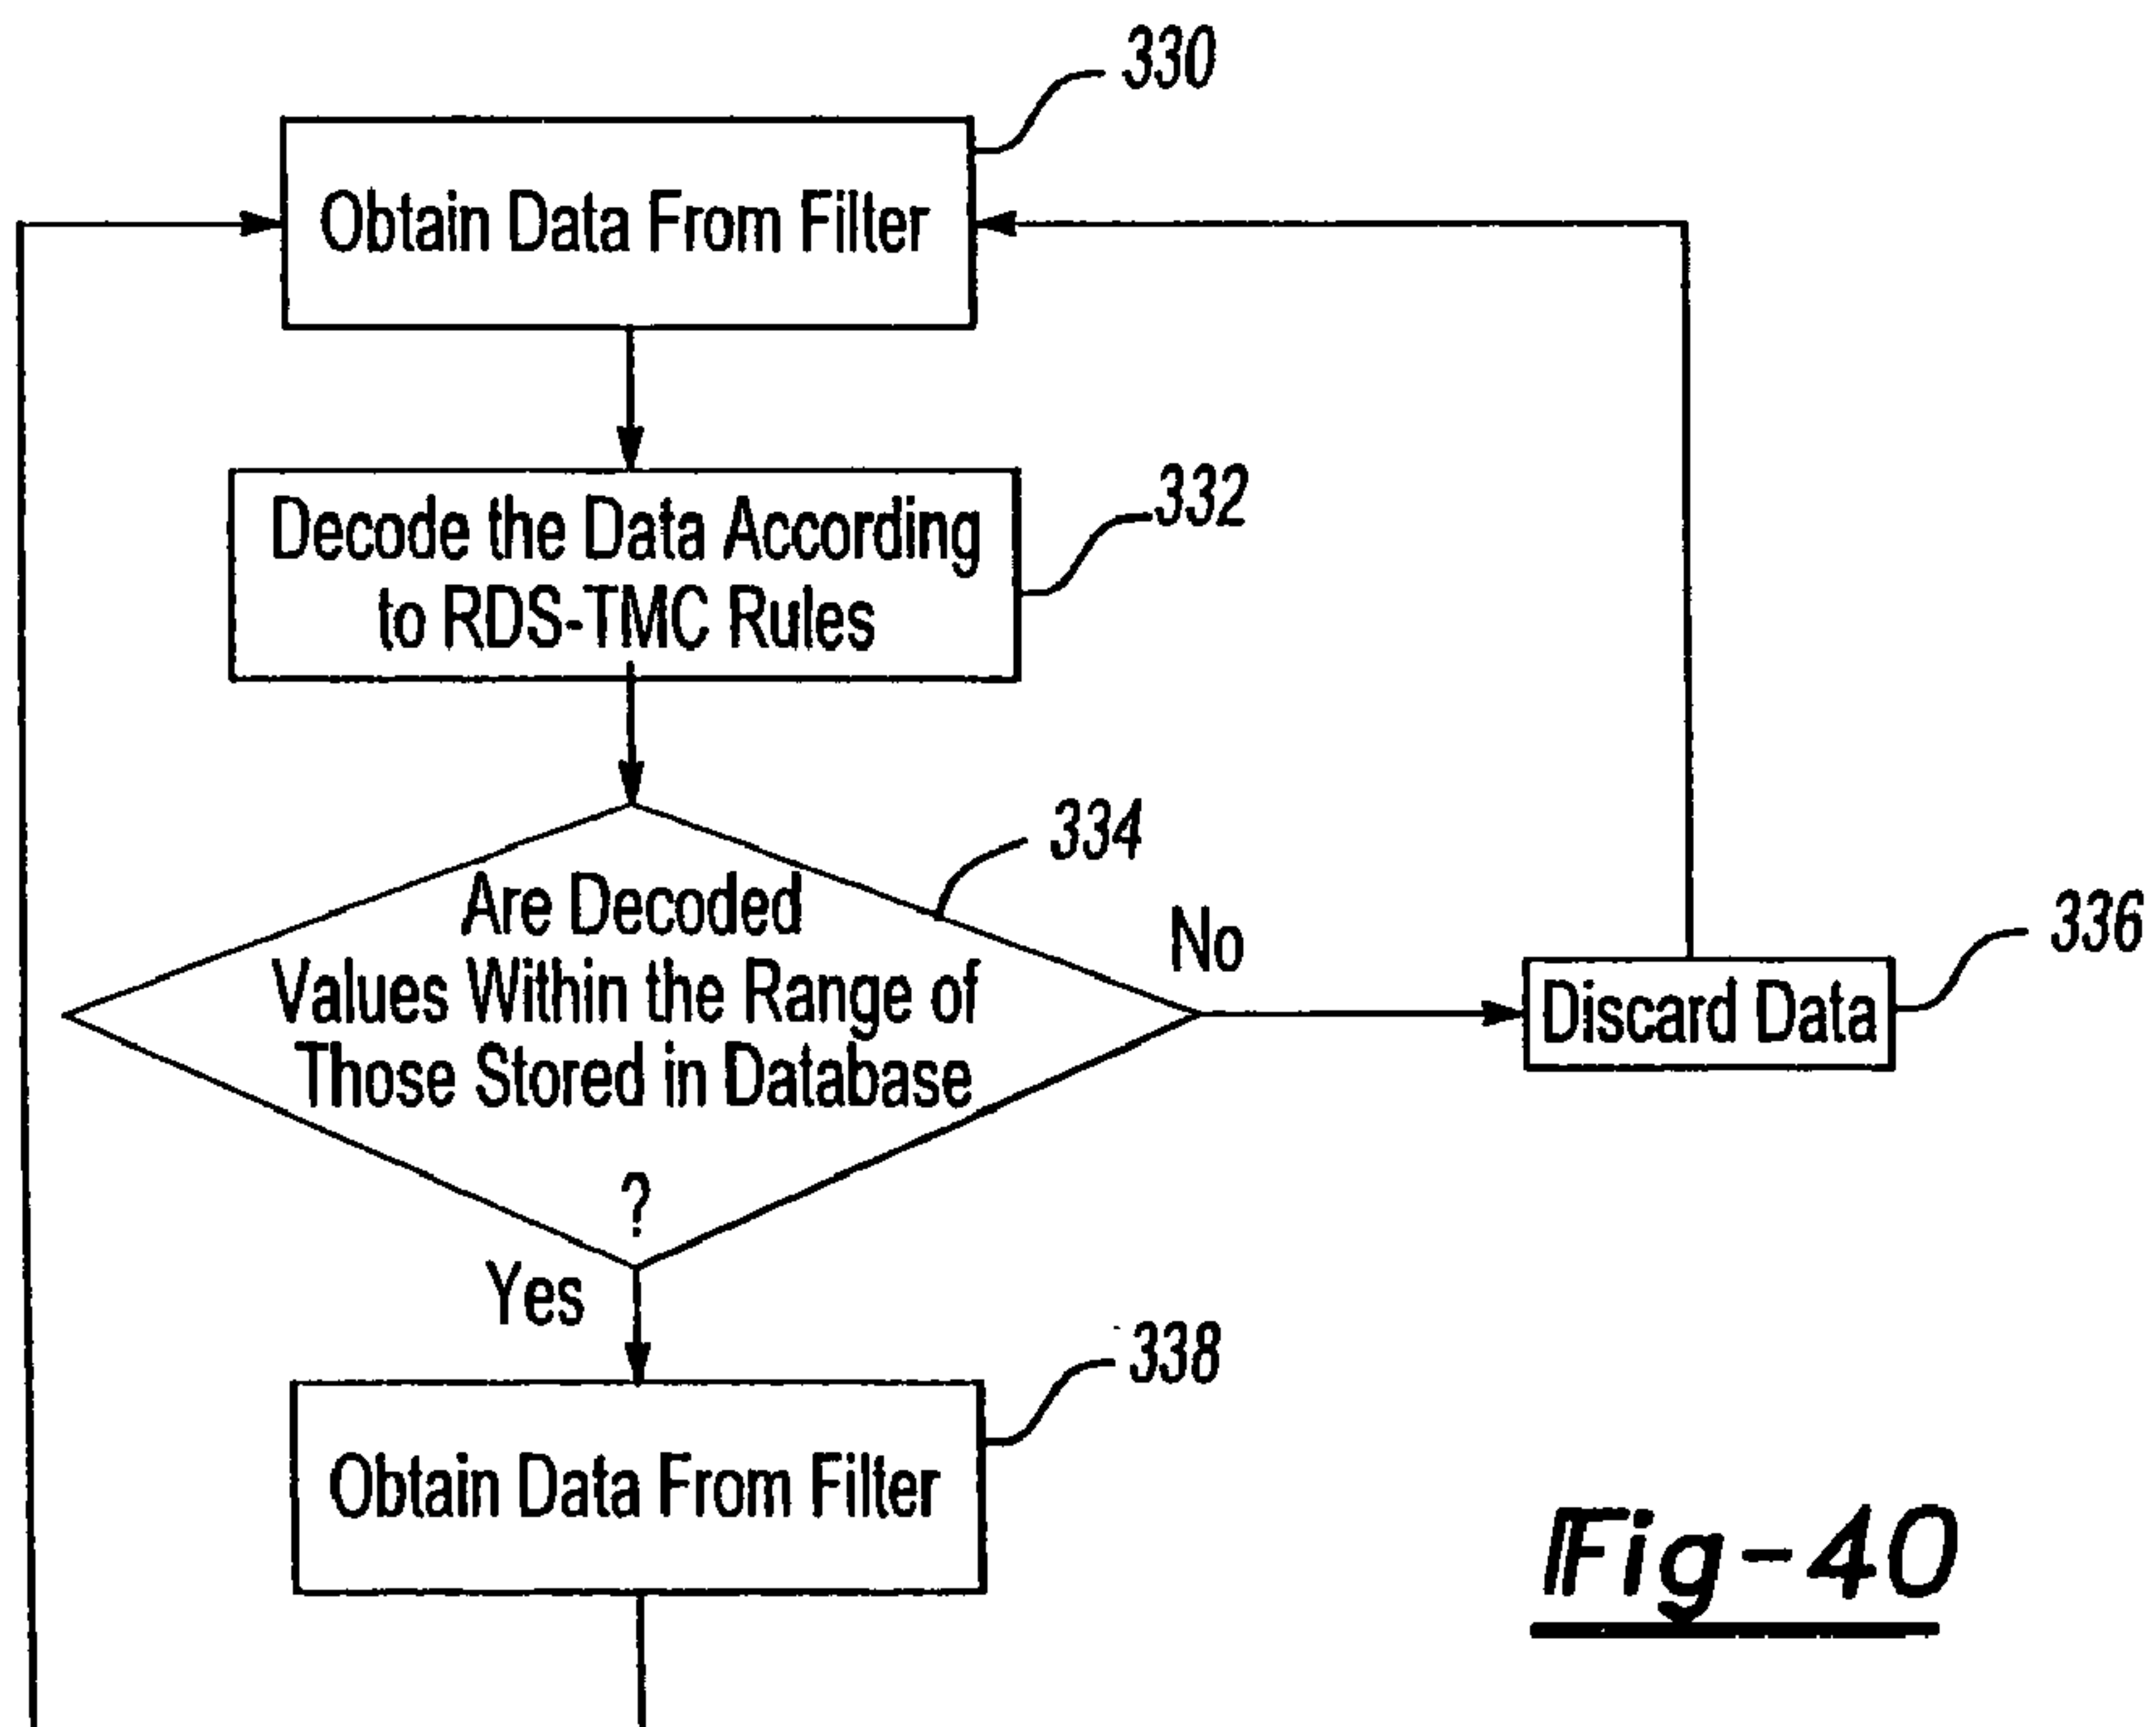 330
Obtain Data From Filter
332
Decode the Data According
to RDS-TMC Rules
334
Are Decoded
Values Within the Range of
Those Stored in Database
?
No
336
Discard Data
Yes
338
Obtain Data From Filter
Fig-40